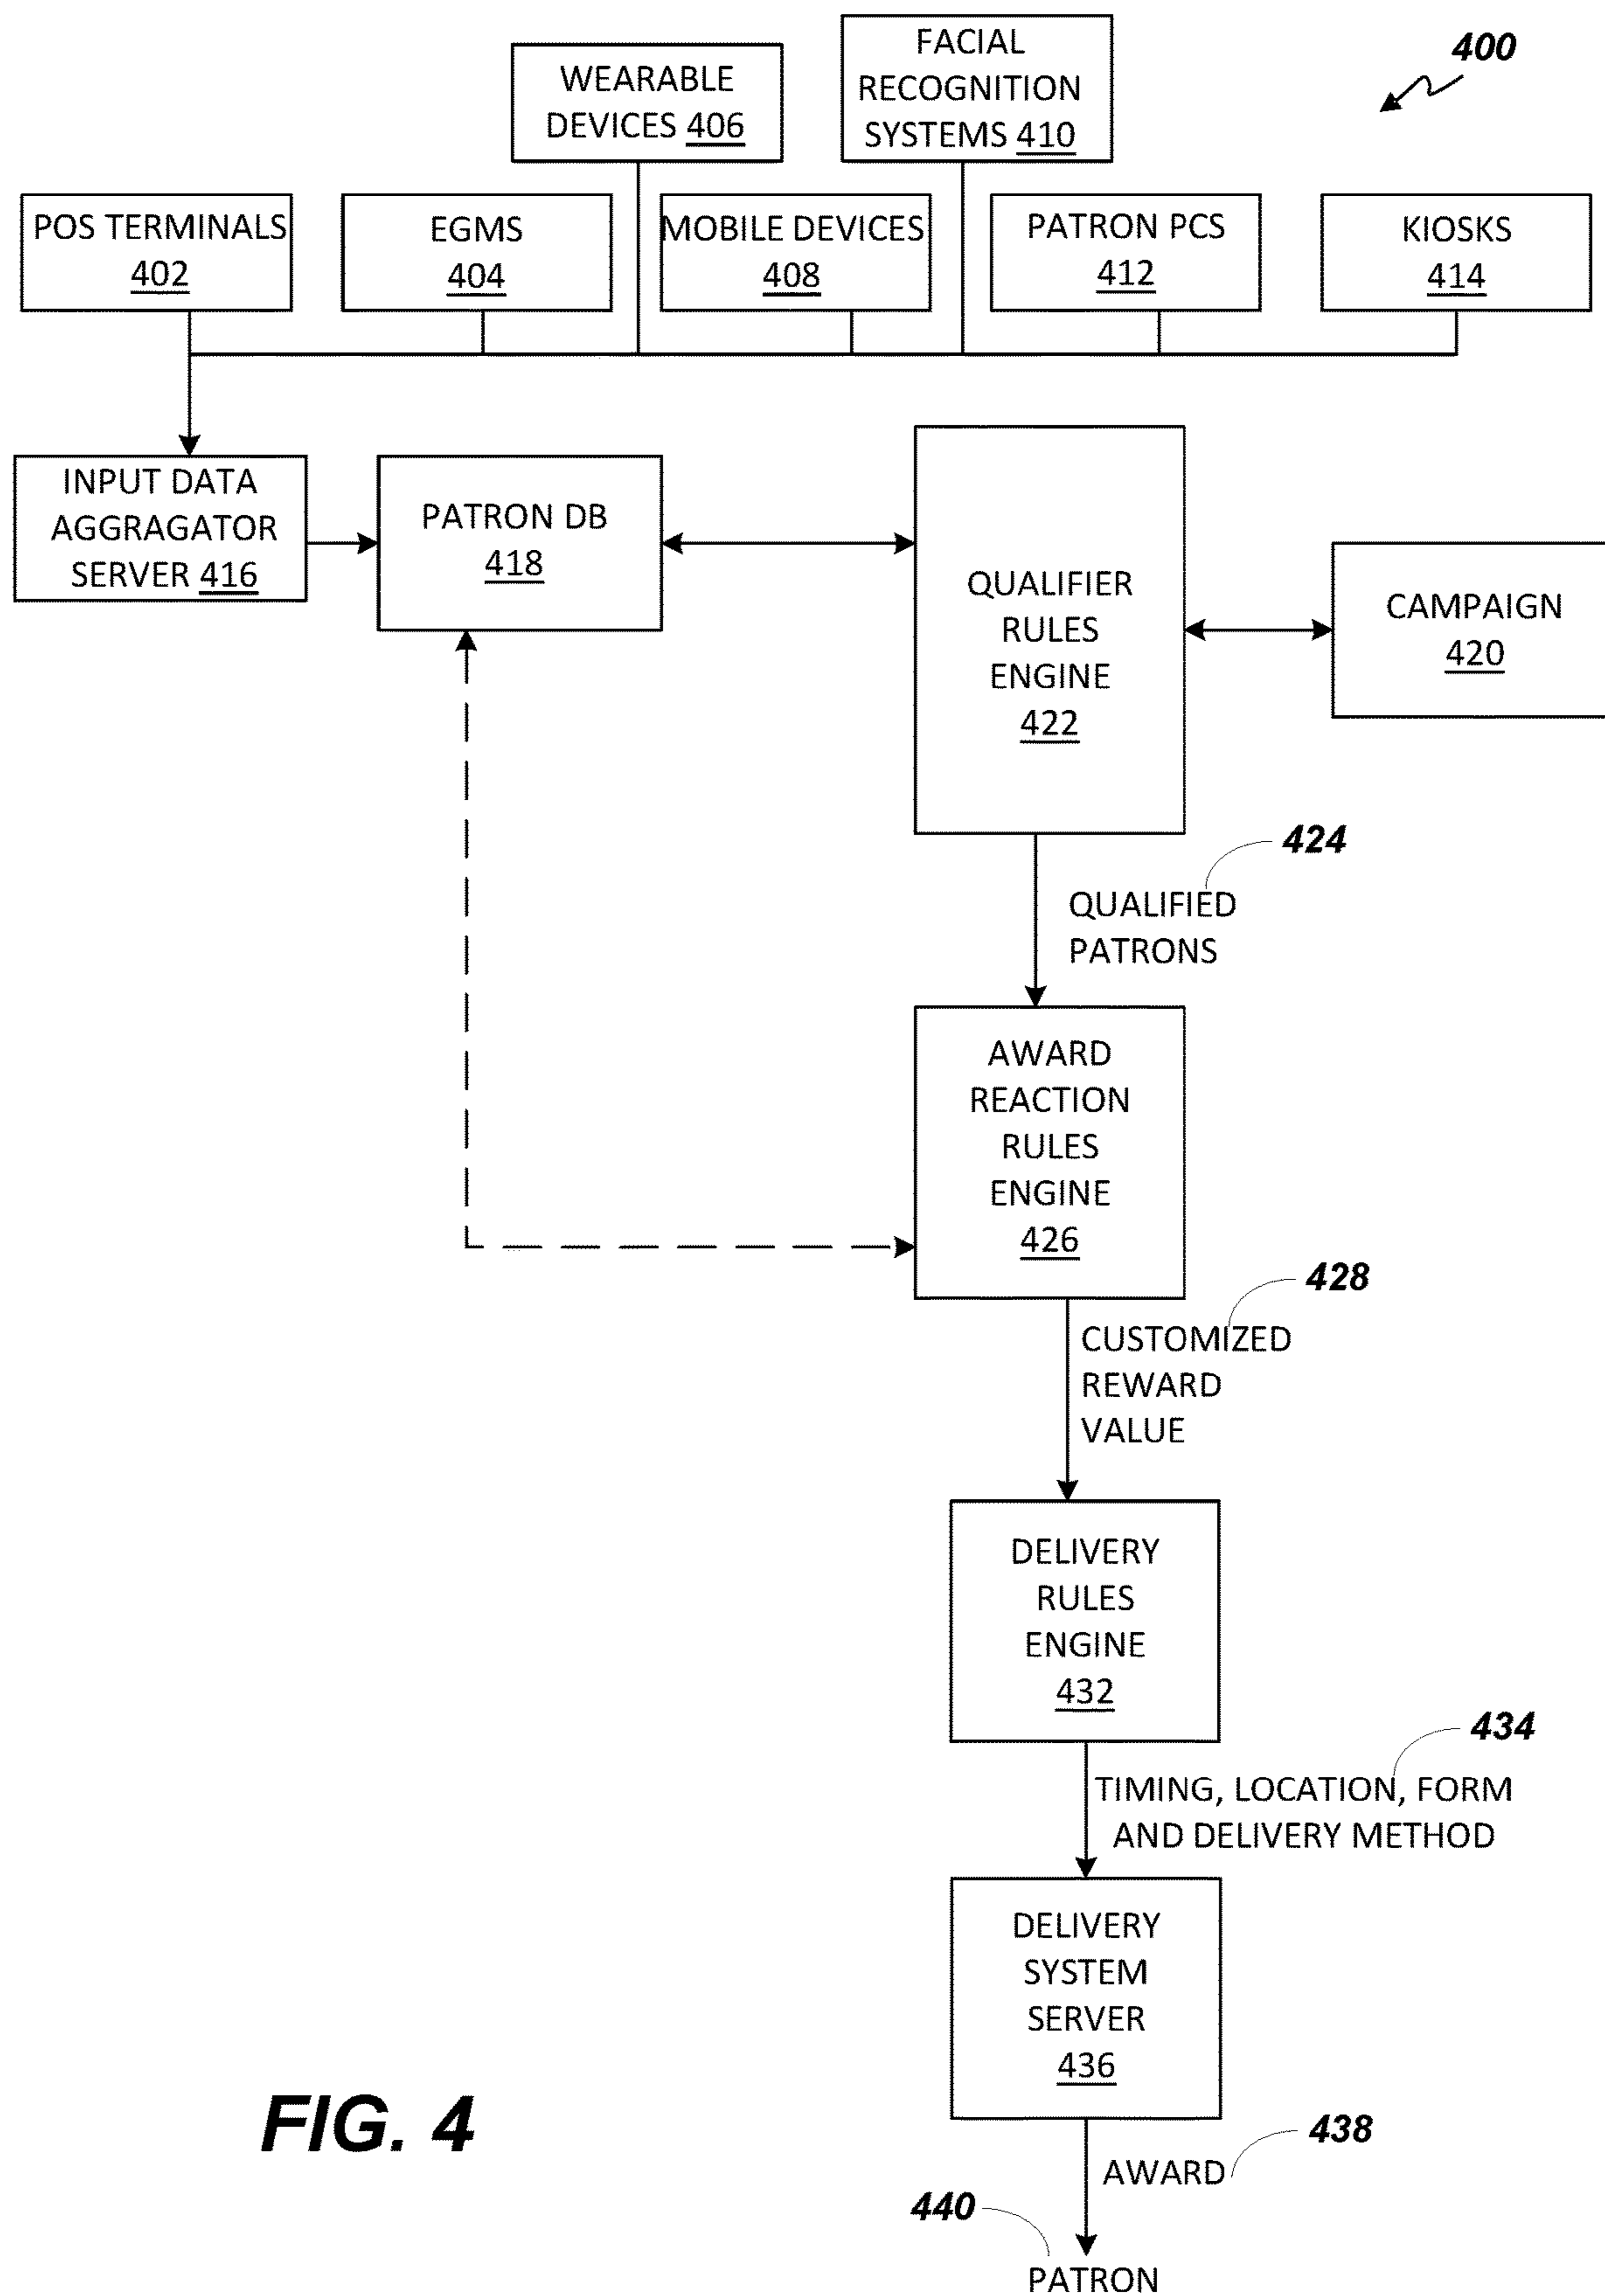 400
WEARABLE
DEVICES 406
FACIAL
RECOGNITION
SYSTEMS 410
POS TERMINALS
402
EGMS
404
MOBILE DEVICES
408
PATRON PCS
412
KIOSKS
414
INPUT DATA
AGGRAGATOR
SERVER 416
PATRON DB
418
QUALIFIER
RULES
ENGINE
422
CAMPAIGN
420
424
QUALIFIED
PATRONS
AWARD
REACTION
RULES
ENGINE
426
428
CUSTOMIZED
REWARD
VALUE
DELIVERY
RULES
ENGINE
432
434
TIMING, LOCATION, FORM
AND DELIVERY METHOD
DELIVERY
SYSTEM
SERVER
436
438
AWARD
440
PATRON
FIG. 4